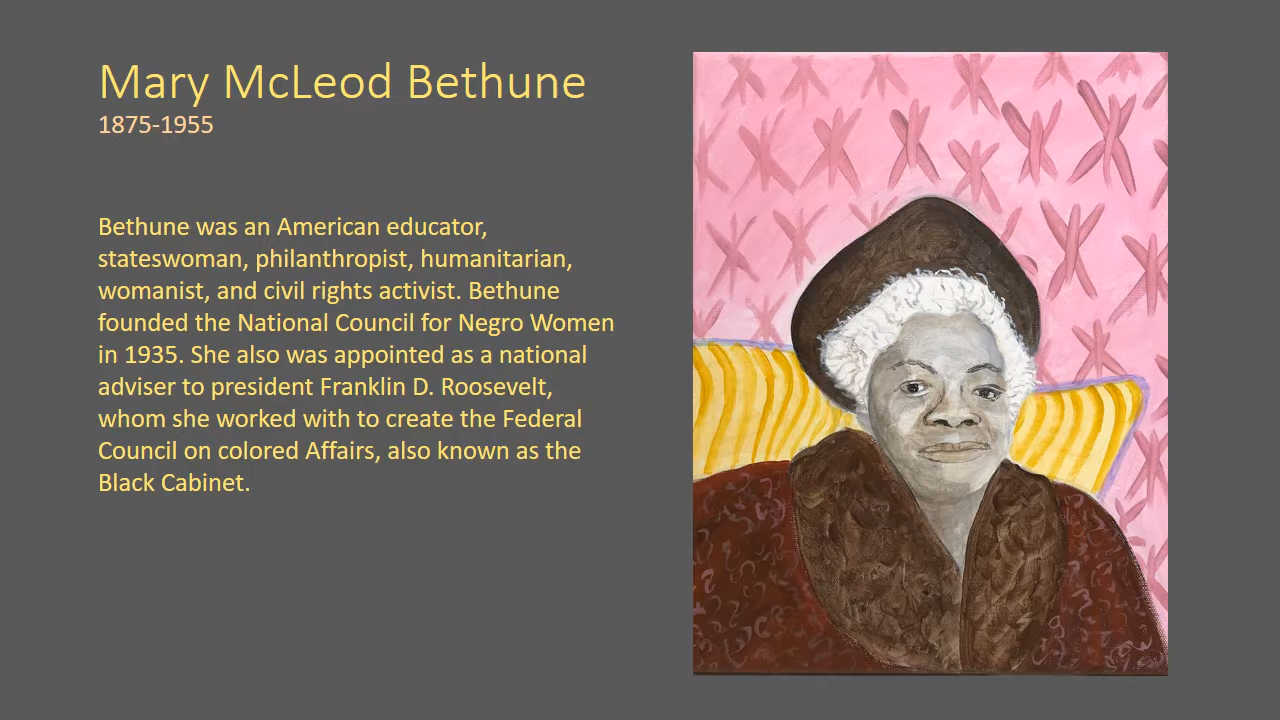 Mary McLeod Bethune
1875-1955
Bethune was an American educator,
stateswoman, philanthropist, humanitarian,
womanist, and civil rights activist. Bethune
founded the National Council for Negro Women
in 1935. She also was appointed as a national
adviser to president Franklin D. Roosevelt,
whom she worked with to create the Federal
Council on colored Affairs, also known as the
Black Cabinet.